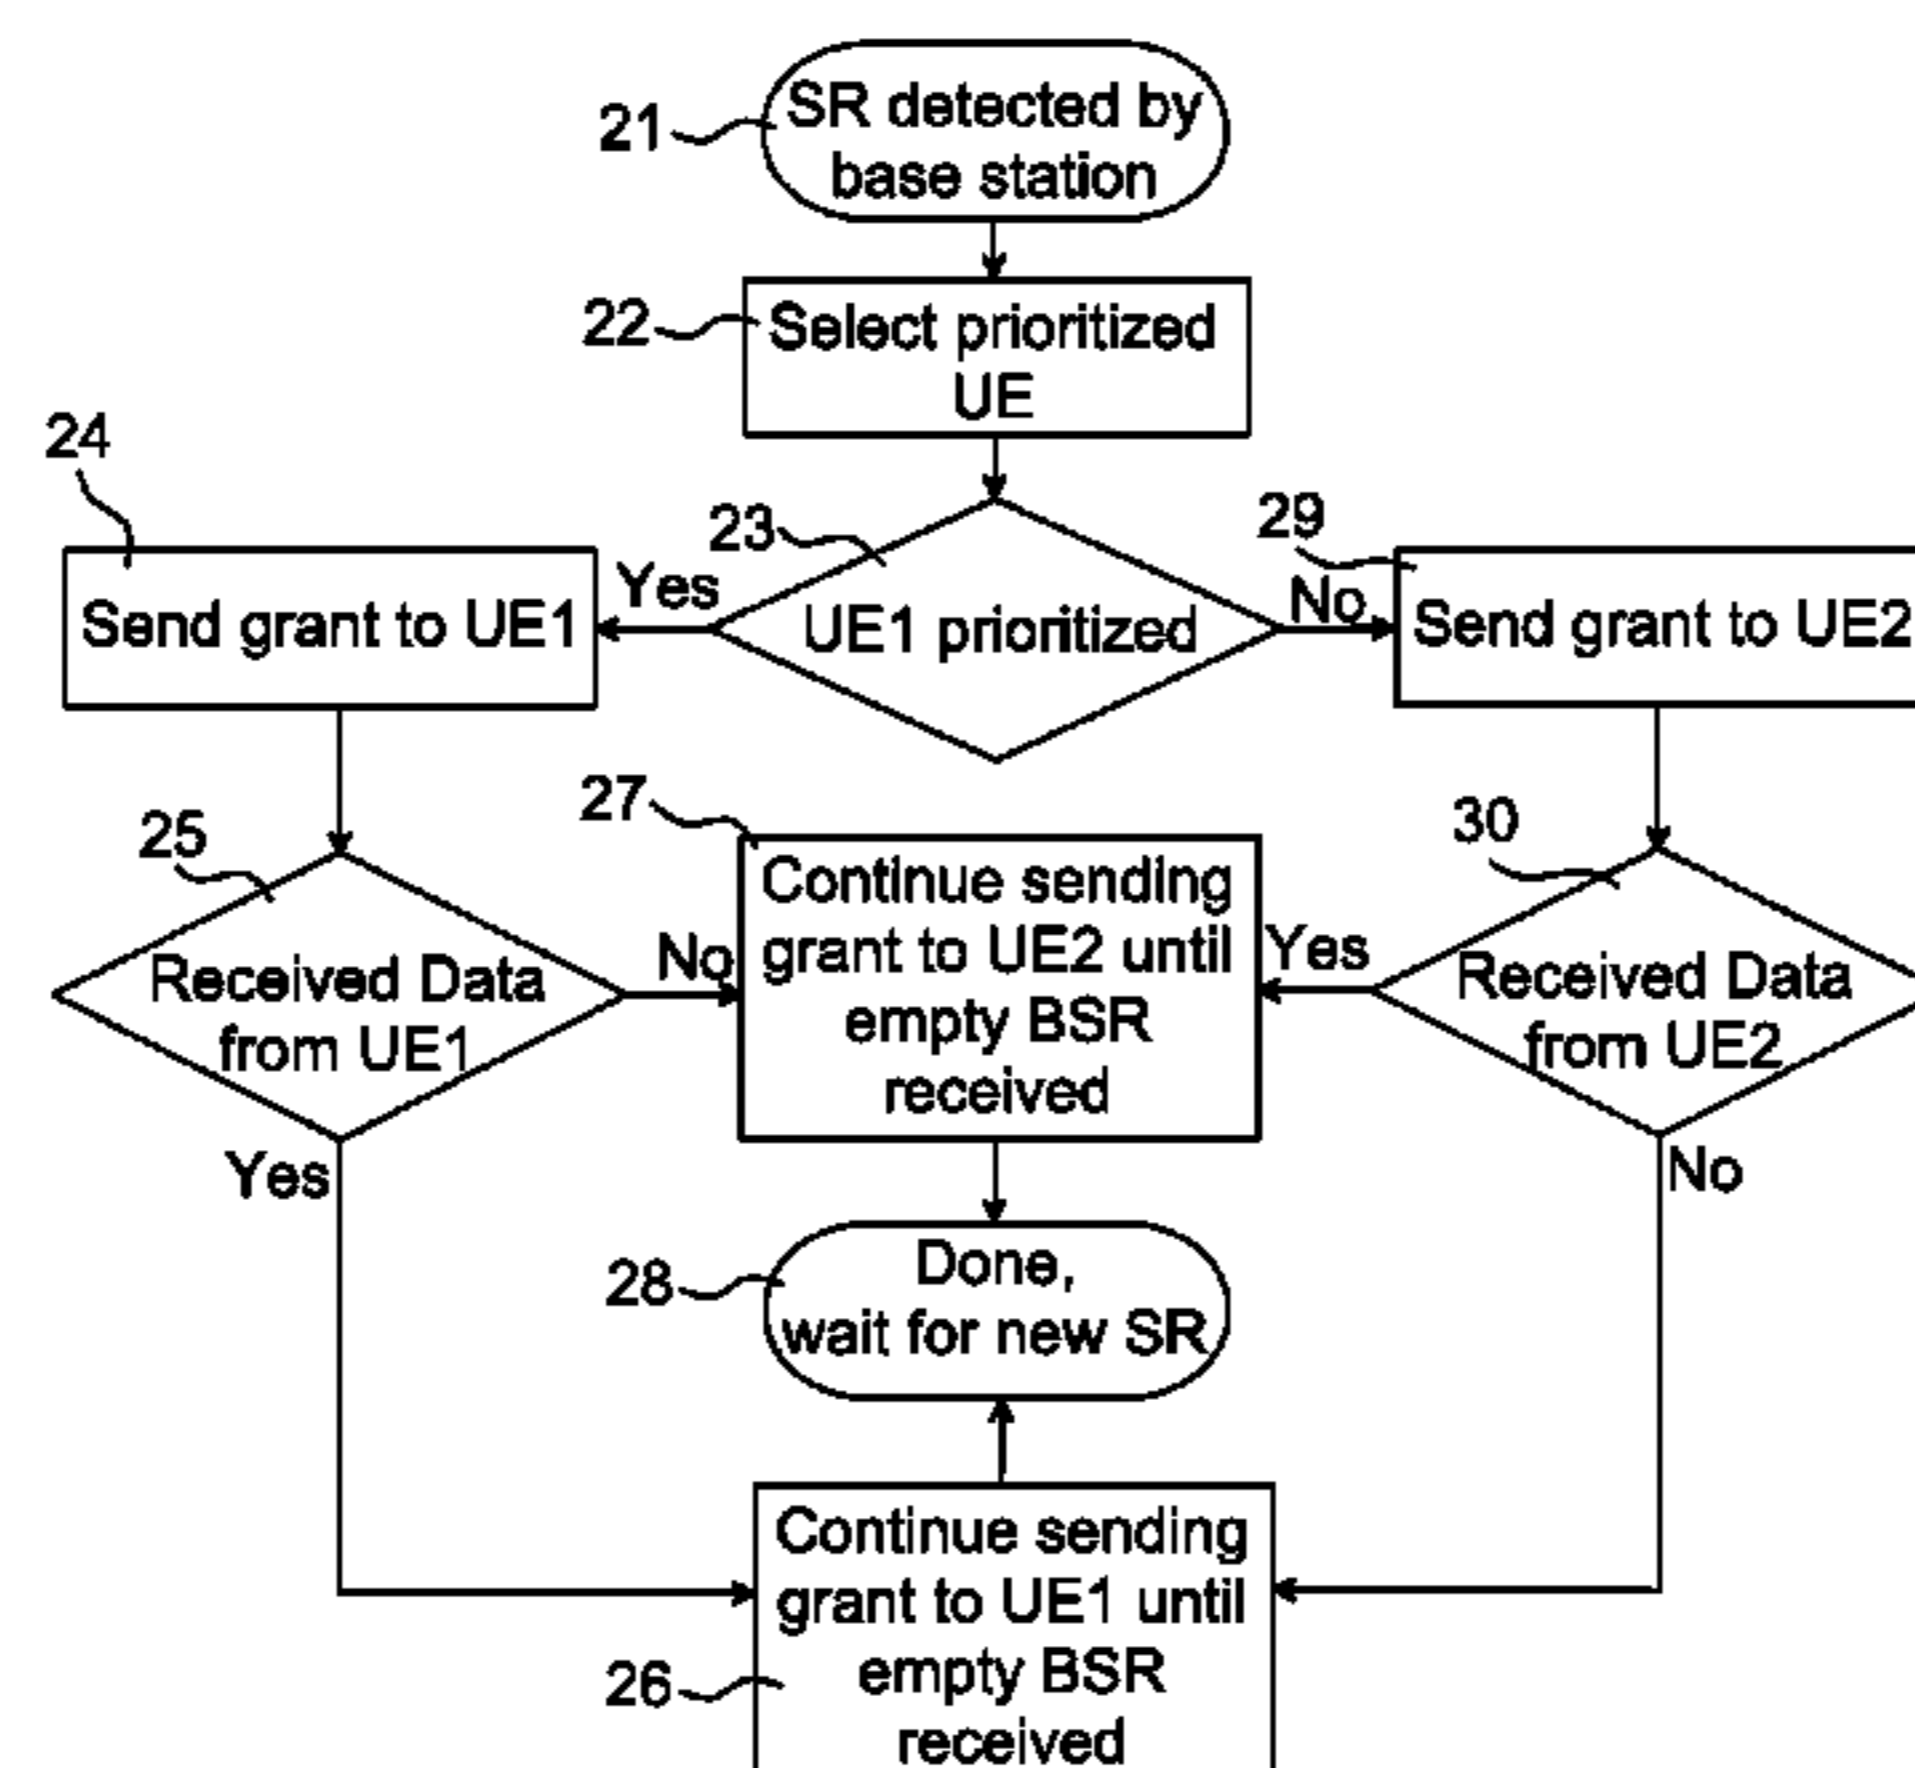 21
SR detected by
base station
22
Select prioritized
UE
24
23
29
Yes
No
Send grant to UE1
UE1 prioritized
Send grant to UE2
27
25
30
Continue sending
grant to UE2 until
empty BSR
received
No
Yes
Received Data
from UE1
Received Data
from UE2
Yes
No
28
Done,
wait for new SR
Continue sending
grant to UE1 until
empty BSR
received
26